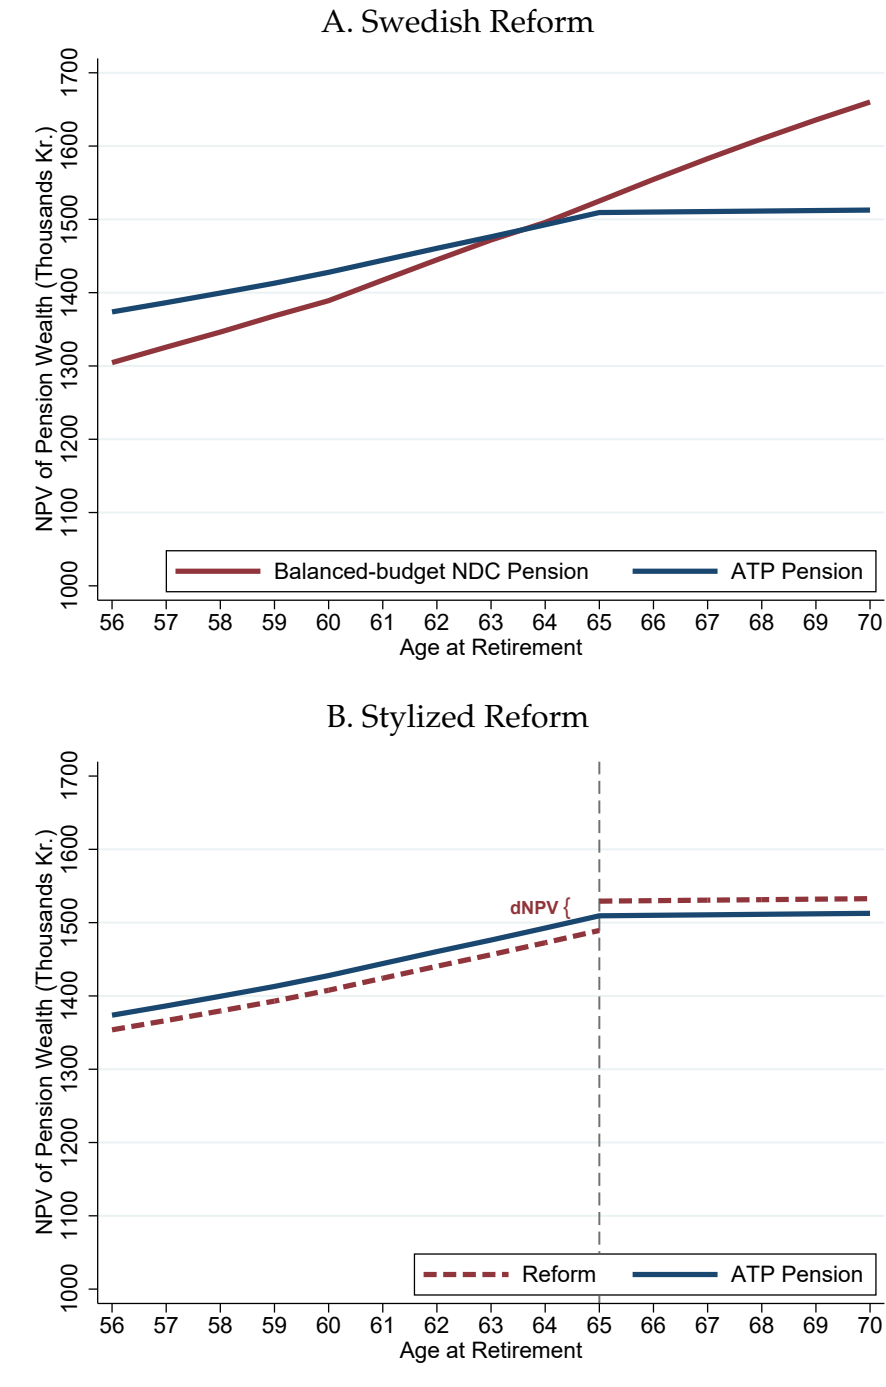 A. Swedish Reform
NPV of Pension Wealth (Thousands Kr.)
1700
1600
1500
1400
1300
1200
1100
1000
Balanced-budget NDC Pension
ATP Pension
56 57 58 59 60 61 62 63 64 65 66 67 68 69 70
Age at Retirement
B. Stylized Reform
NPV of Pension Wealth (Thousands Kr.)
1700
1600
1500
1400
1300
1200
1100
1000
dNPV {
Reform
ATP Pension
56 57 58 59 60 61 62 63 64 65 66 67 68 69 70
Age at Retirement